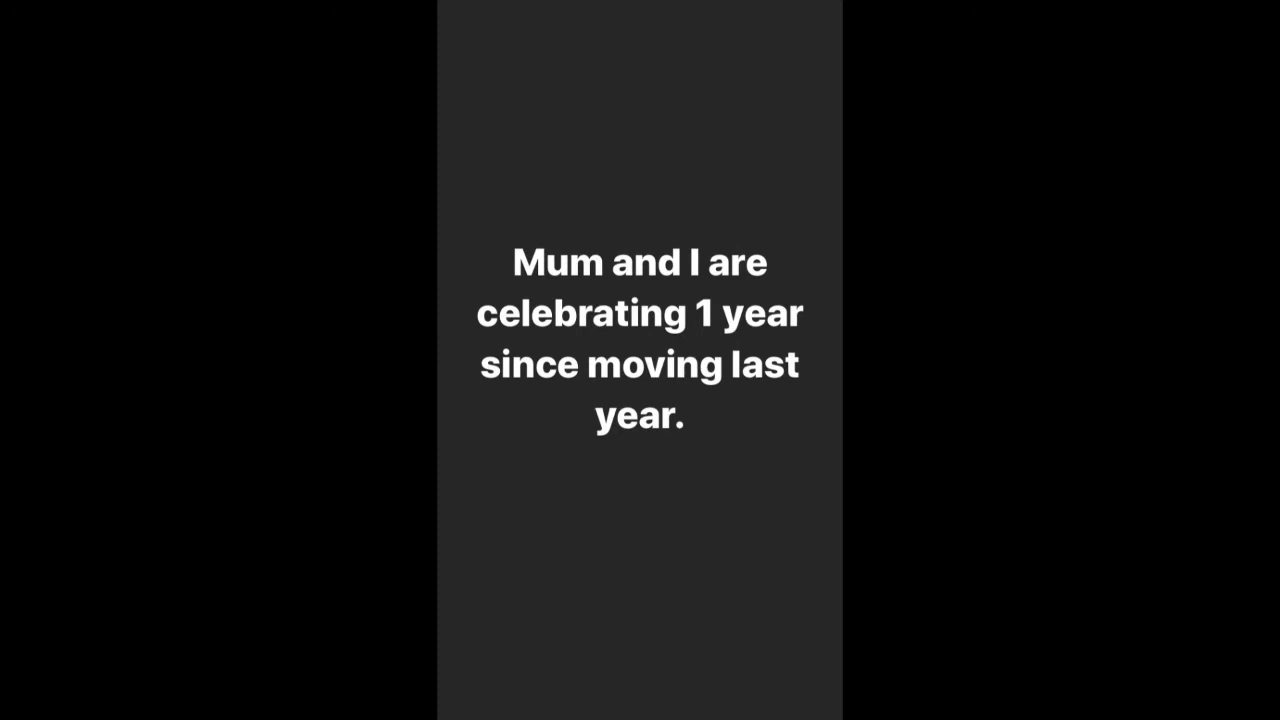 Mum and I are
celebrating 1 year
since moving last
year.